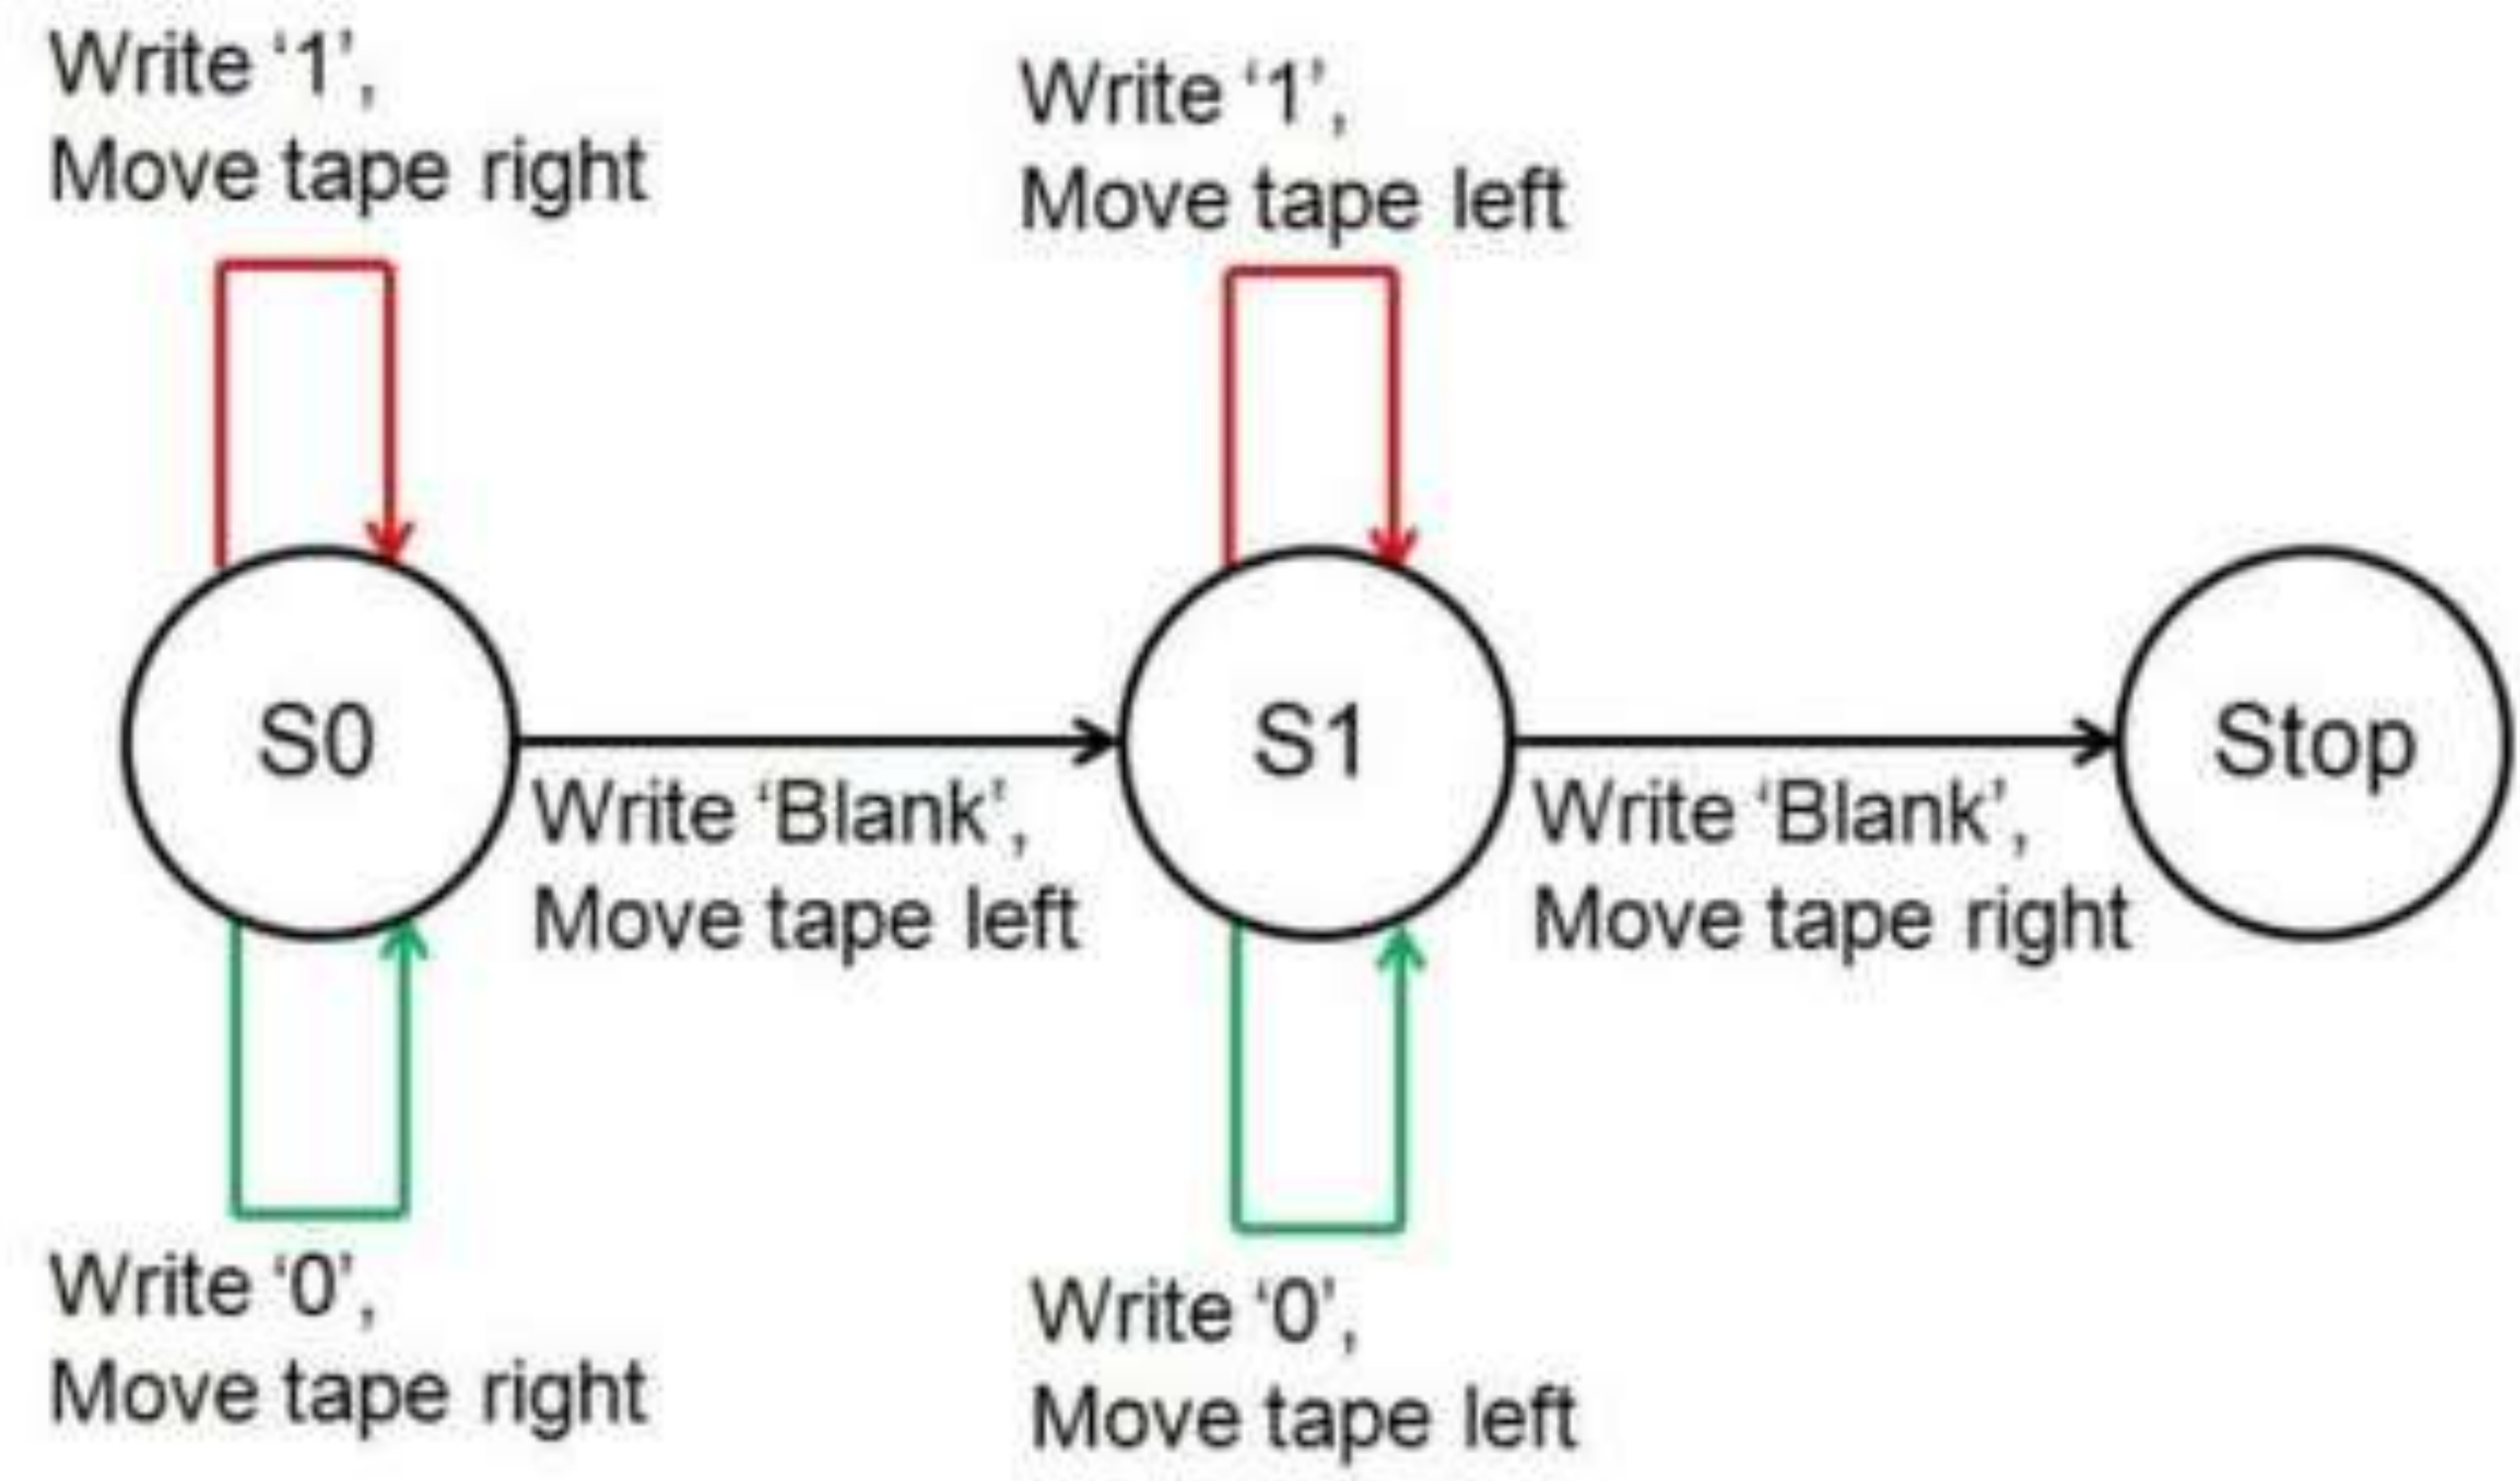 Write ‘1’,
Move tape right
Write ‘1’,
Move tape left
S0
Write ‘Blank’,
Move tape left
S1
Write ‘Blank’,
Move tape right
Stop
Write ‘0’,
Move tape right
Write ‘0’,
Move tape left